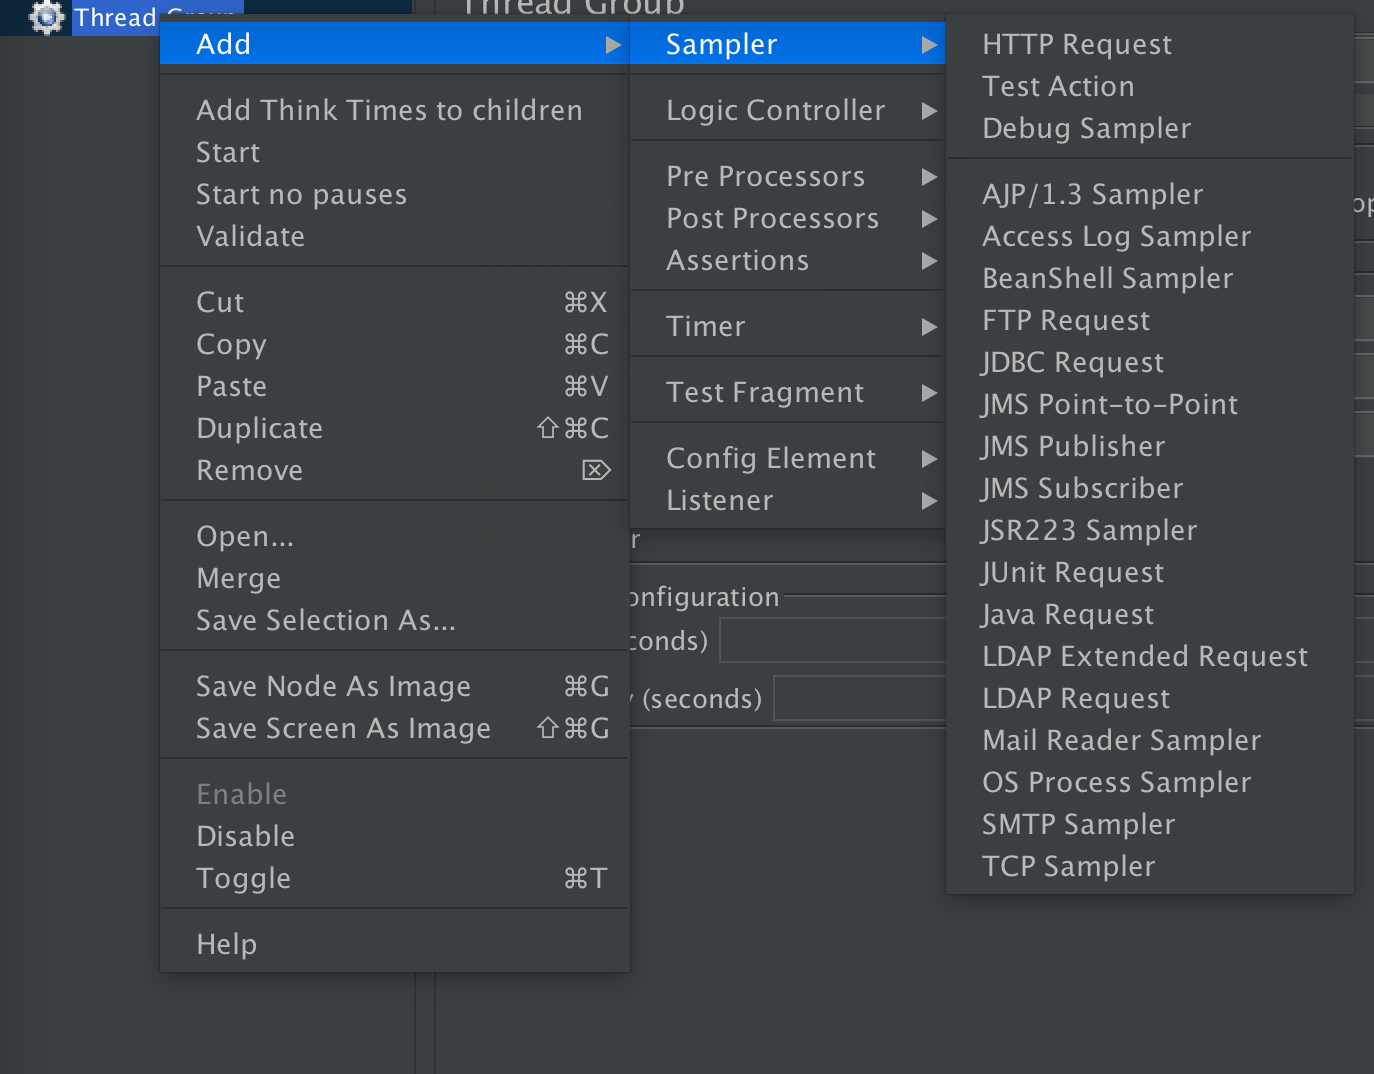 Thread Group
Thread Group
Add
Add Think Times to children
Start
Start no pauses
Validate
Cut ⌘X
Copy ⌘C
Paste ⌘V
Duplicate ⇧⌘C
Remove ⌦
Open...
Merge
Save Selection As...
Save Node As Image ⌘G
Save Screen As Image ⇧⌘G
Enable
Disable
Toggle ⌘T
Help
Sampler
Logic Controller
Pre Processors
Post Processors
Assertions
Timer
Test Fragment
Config Element
Listener
onfiguration
conds)
(seconds)
HTTP Request
Test Action
Debug Sampler
AJP/1.3 Sampler
Access Log Sampler
BeanShell Sampler
FTP Request
JDBC Request
JMS Point-to-Point
JMS Publisher
JMS Subscriber
JSR223 Sampler
JUnit Request
Java Request
LDAP Extended Request
LDAP Request
Mail Reader Sampler
OS Process Sampler
SMTP Sampler
TCP Sampler
op